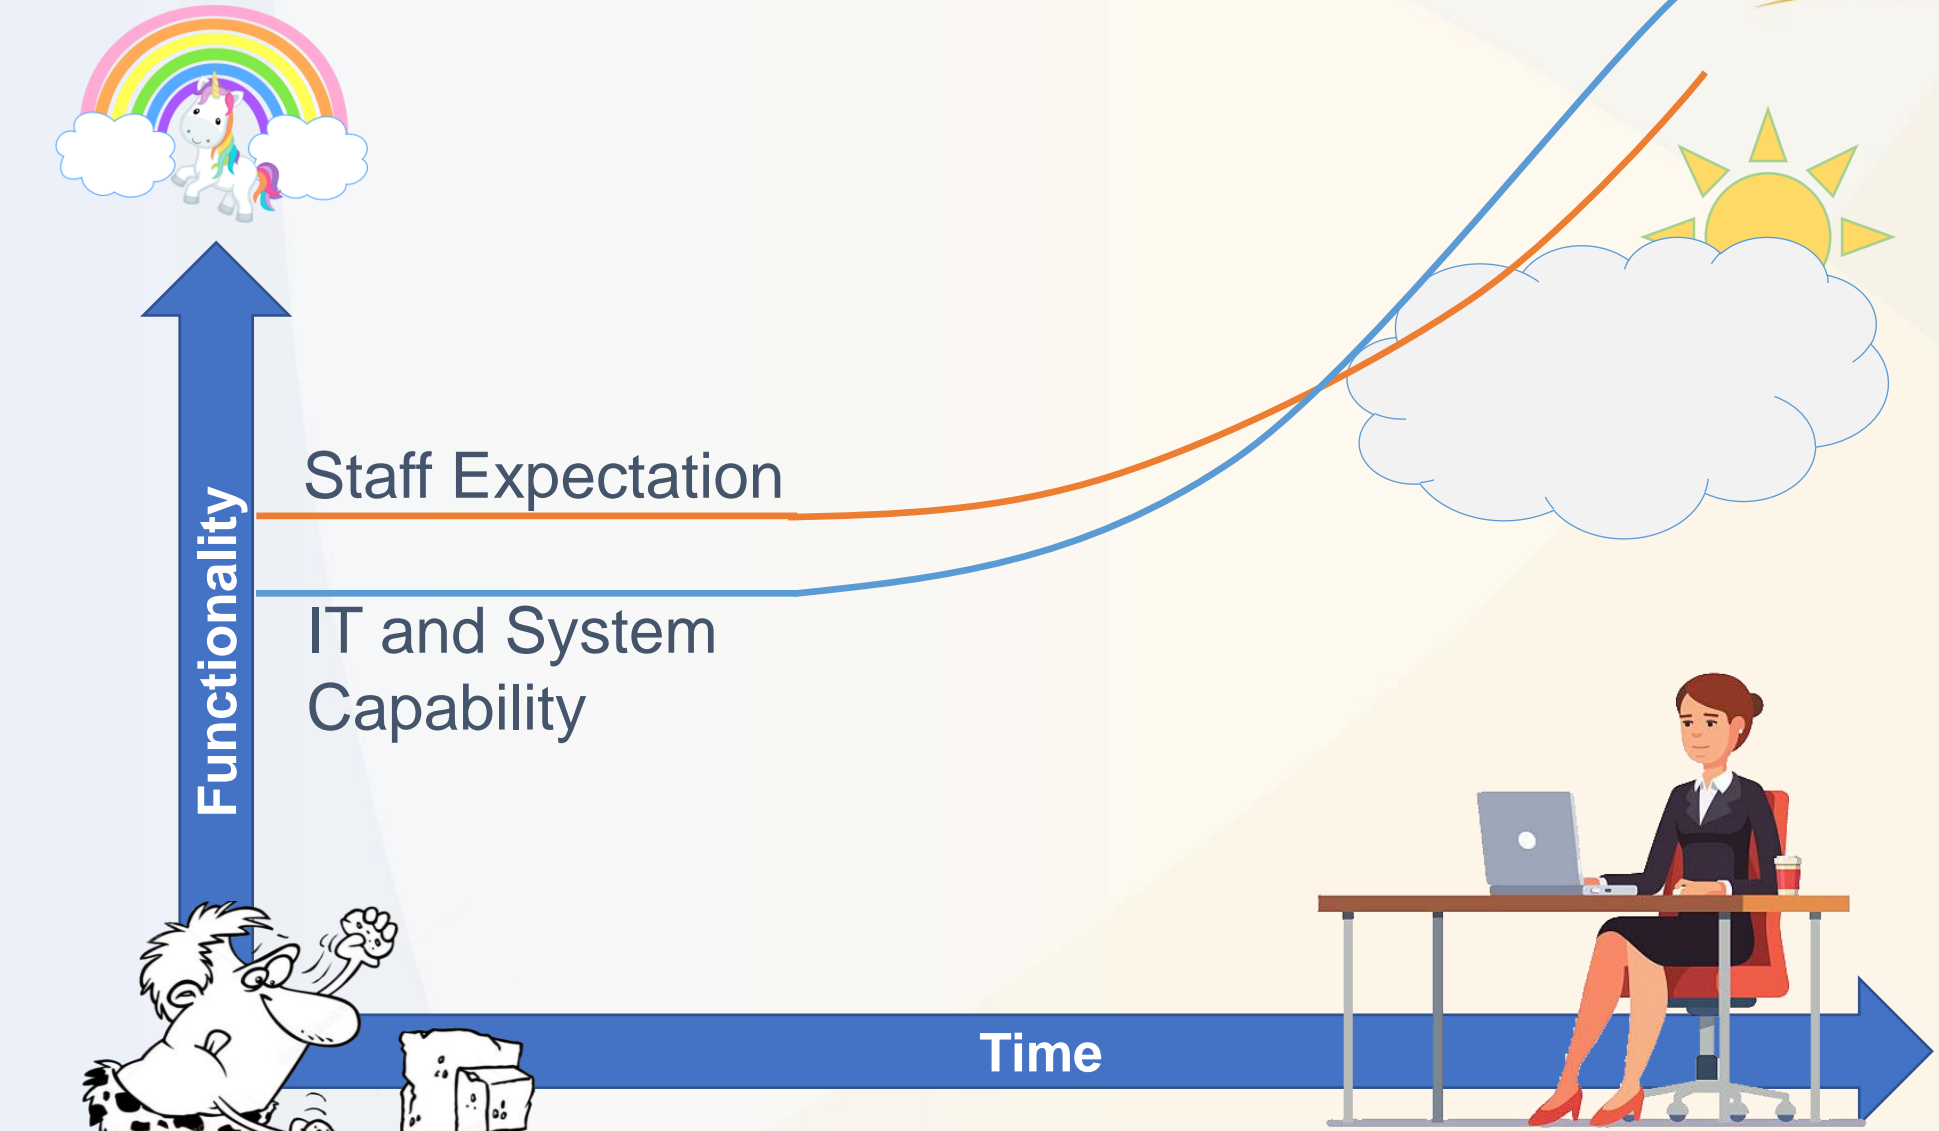 Staff Expectation
Functionality
IT and System
Capability
Time